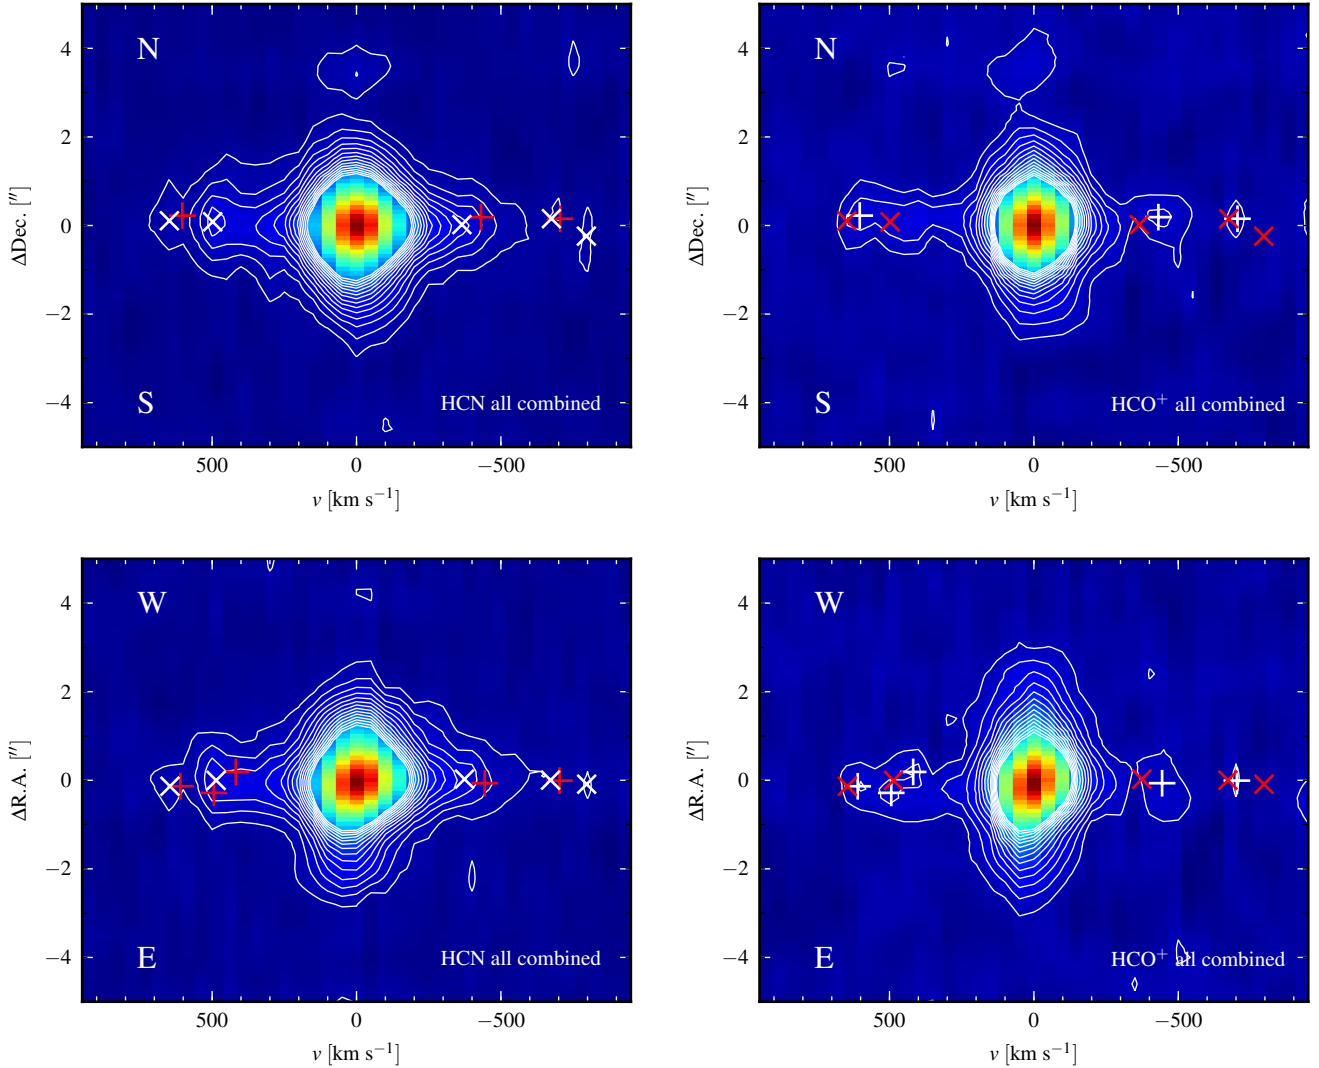 4
2
0
−2
−4
ΔDec. [″]
N
S
HCN all combined
500
0
−500
v [km s−1]
4
2
0
−2
−4
ΔDec. [″]
N
S
HCO+ all combined
500
0
−500
v [km s−1]
4
2
0
−2
−4
ΔR.A. [″]
W
E
HCN all combined
500
0
−500
v [km s−1]
4
2
0
−2
−4
ΔR.A. [″]
W
E
HCO+ all combined
500
0
−500
v [km s−1]